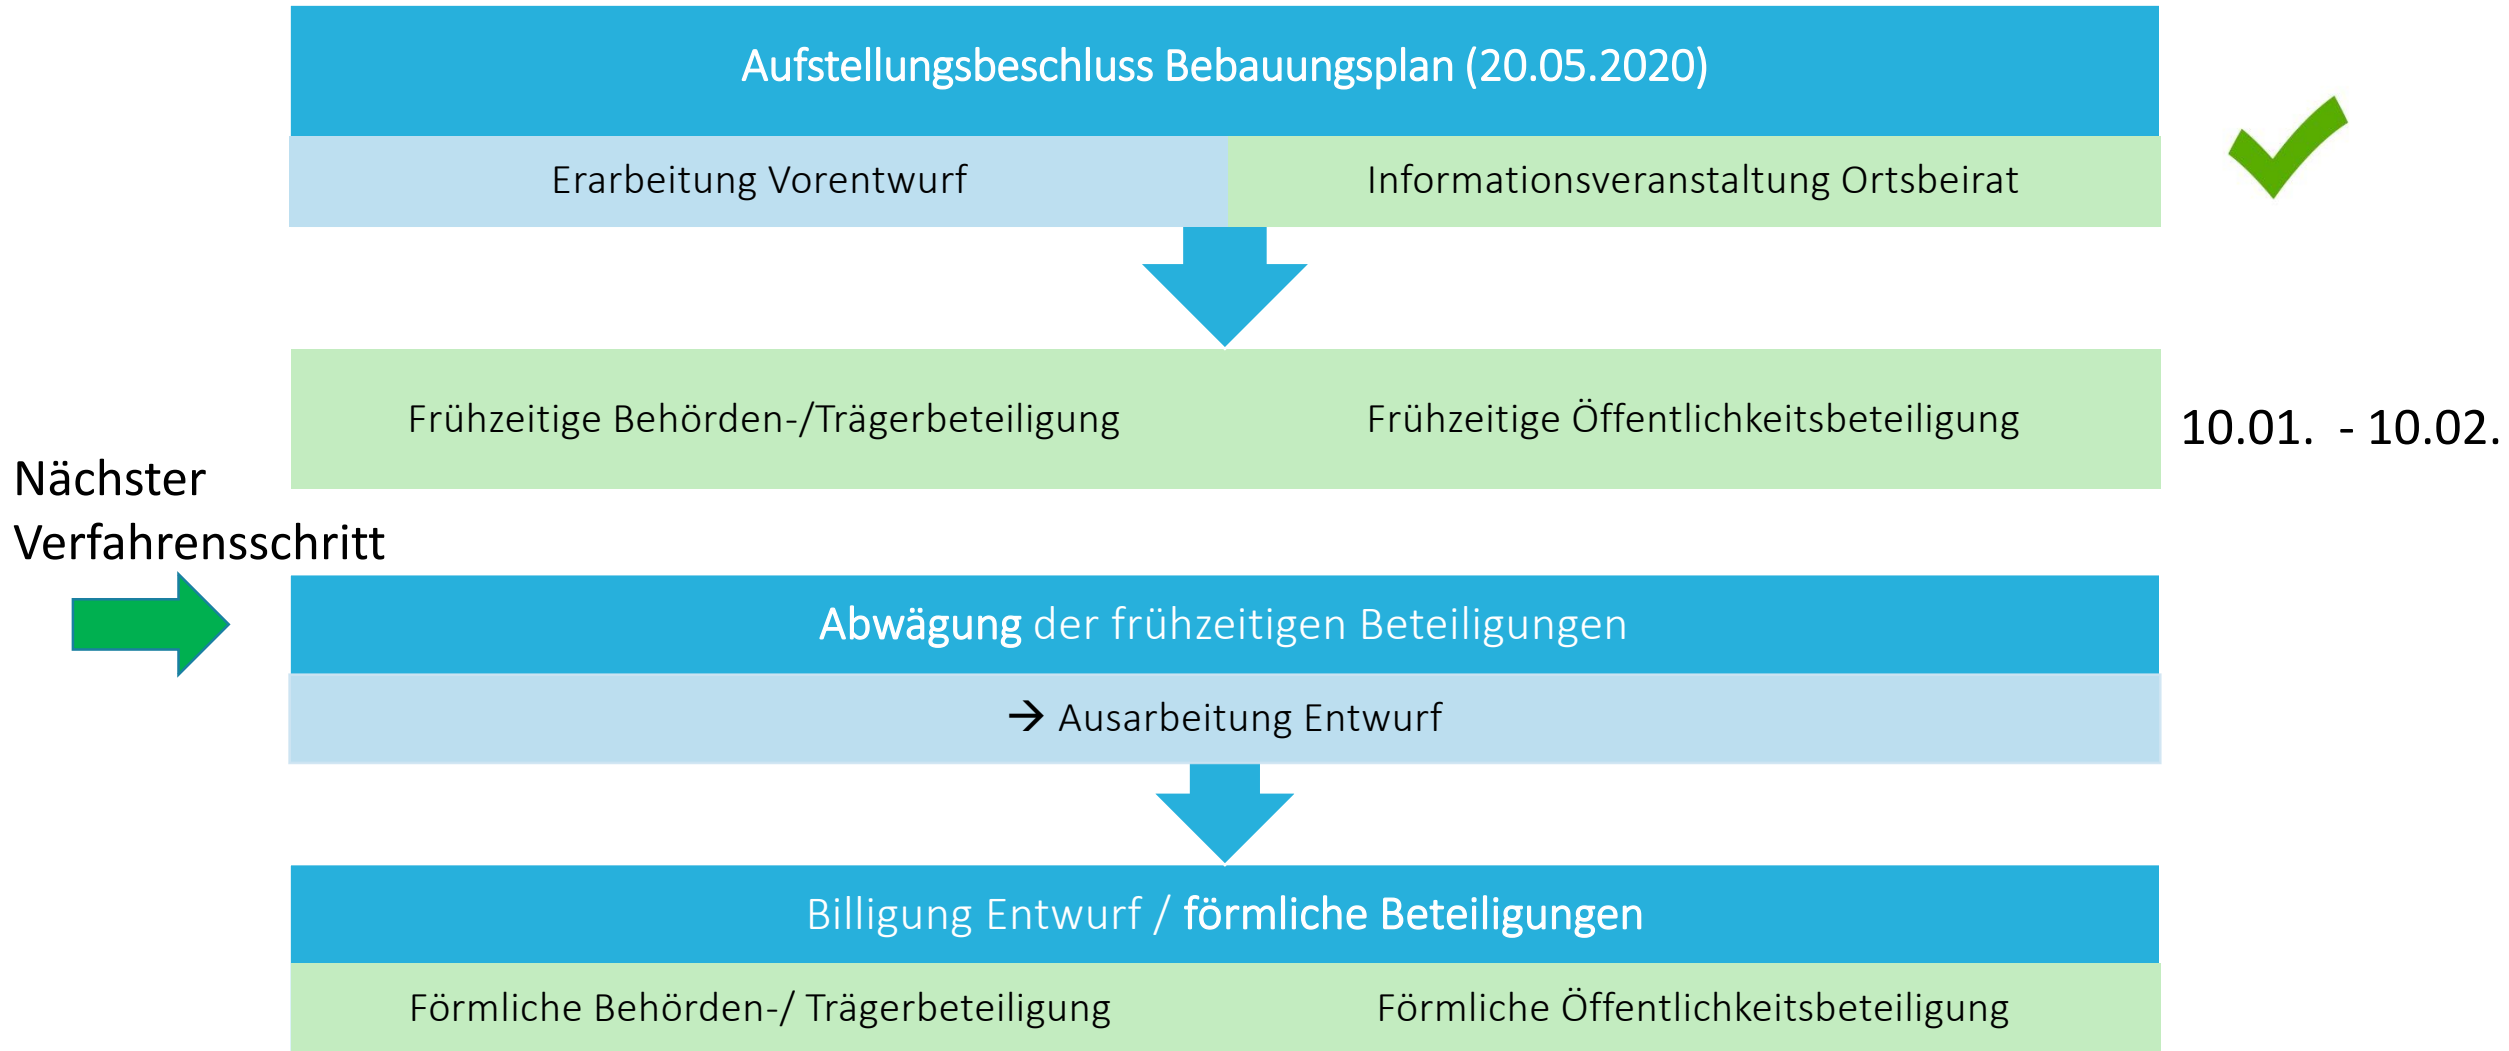 Aufstellungsbeschluss Bebauungsplan (20.05.2020)
Erarbeitung Vorentwurf
Informationsveranstaltung Ortsbeirat
Frühzeitige Behörden-/Trägerbeteiligung
Frühzeitige Öffentlichkeitsbeteiligung
10.01. - 10.02.
Nächster
Verfahrensschritt
Abwägung der frühzeitigen Beteiligungen
→ Ausarbeitung Entwurf
Billigung Entwurf / förmliche Beteiligungen
Förmliche Behörden-/ Trägerbeteiligung
Förmliche Öffentlichkeitsbeteiligung